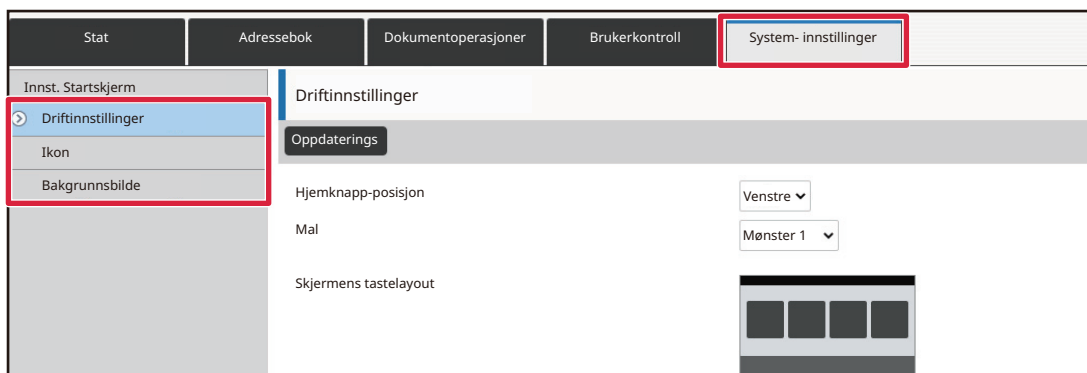 Stat
Adressebok
Dokumentoperasjoner
Brukerkontroll
System- innstillinger
Innst. Startskjerm
Driftinnstillinger
Ikon
Bakgrunnsbilde
Driftinnstillinger
Oppdaterings
Hjemknapp-posisjon
Venstre
Mal
Mønster 1
Skjermens tastelayout